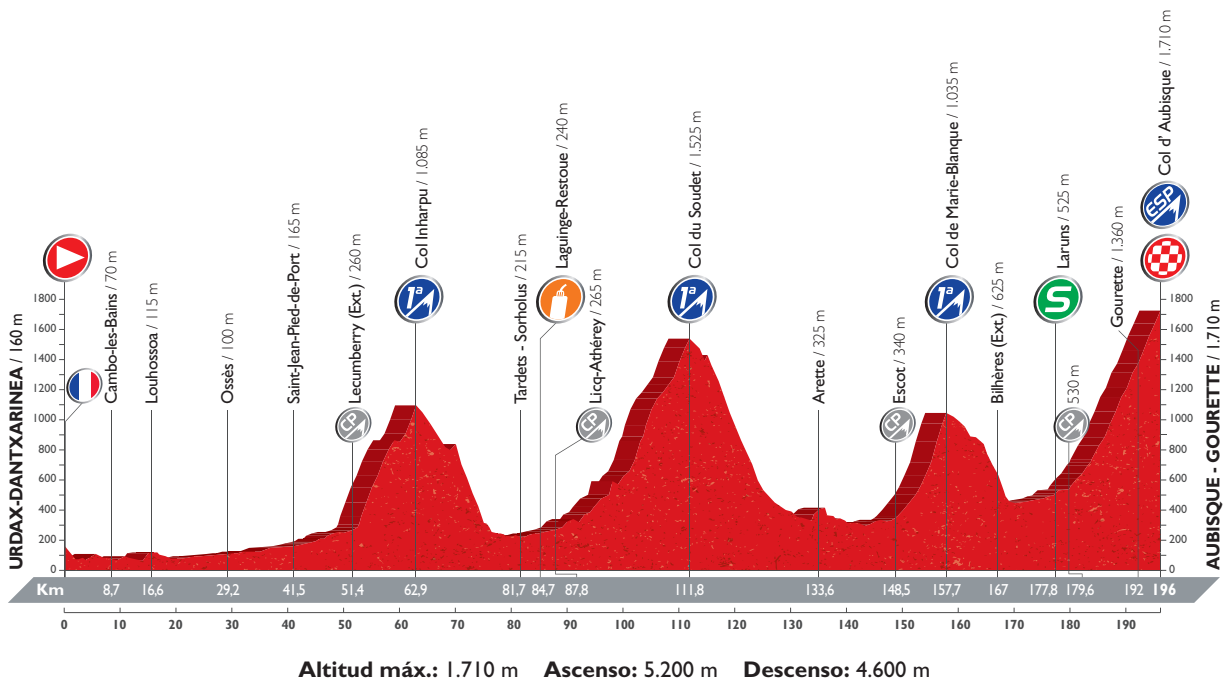 URDAX-DANTXARINEA / 160 m
Cambo-les-Bains / 70 m
Louhossoa / 115 m
Ossès / 100 m
Saint-Jean-Pied-de-Port / 165 m
Lecumberry (Ext.) / 260 m
CP
Col Inharpu / 1.085 m
1ª
Tardets - Sorholus / 215 m
Laguinge-Restoue / 240 m
Licq-Athérey / 265 m
CP
Col du Soudet / 1.525 m
1ª
Arette / 325 m
Escot / 340 m
CP
Col de Marie-Blanque / 1.035 m
1ª
Bilhères (Ext.) / 625 m
Laruns / 525 m
S
530 m
CP
Gourette / 1.360 m
Col d' Aubisque / 1.710 m
ESP
AUBISQUE - GOURETTE / 1.710 m
1800
1600
1400
1200
1000
800
600
400
200
0
1800
1600
1400
1200
1000
800
600
400
200
0
Km 8,7 16,6 29,2 41,5 51,4 62,9 81,7 84,7 87,8 111,8 133,6 148,5 157,7 167 177,8 179,6 192 196
0 10 20 30 40 50 60 70 80 90 100 110 120 130 140 150 160 170 180 190
Altitud máx.: 1.710 m Ascenso: 5.200 m Descenso: 4.600 m